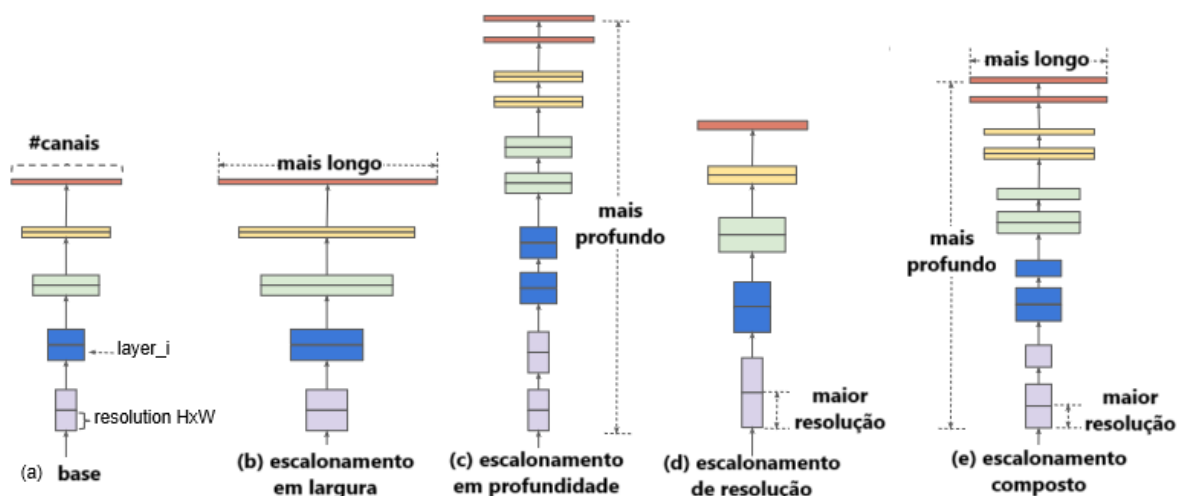 #canais
layer_i
resolution HxW
(a) base
mais longo
(b) escalonamento
em largura
mais
profundo
(c) escalonamento
em profundidade
maior
resolução
(d) escalonamento
de resolução
mais longo
mais
profundo
maior
resolução
(e) escalonamento
composto